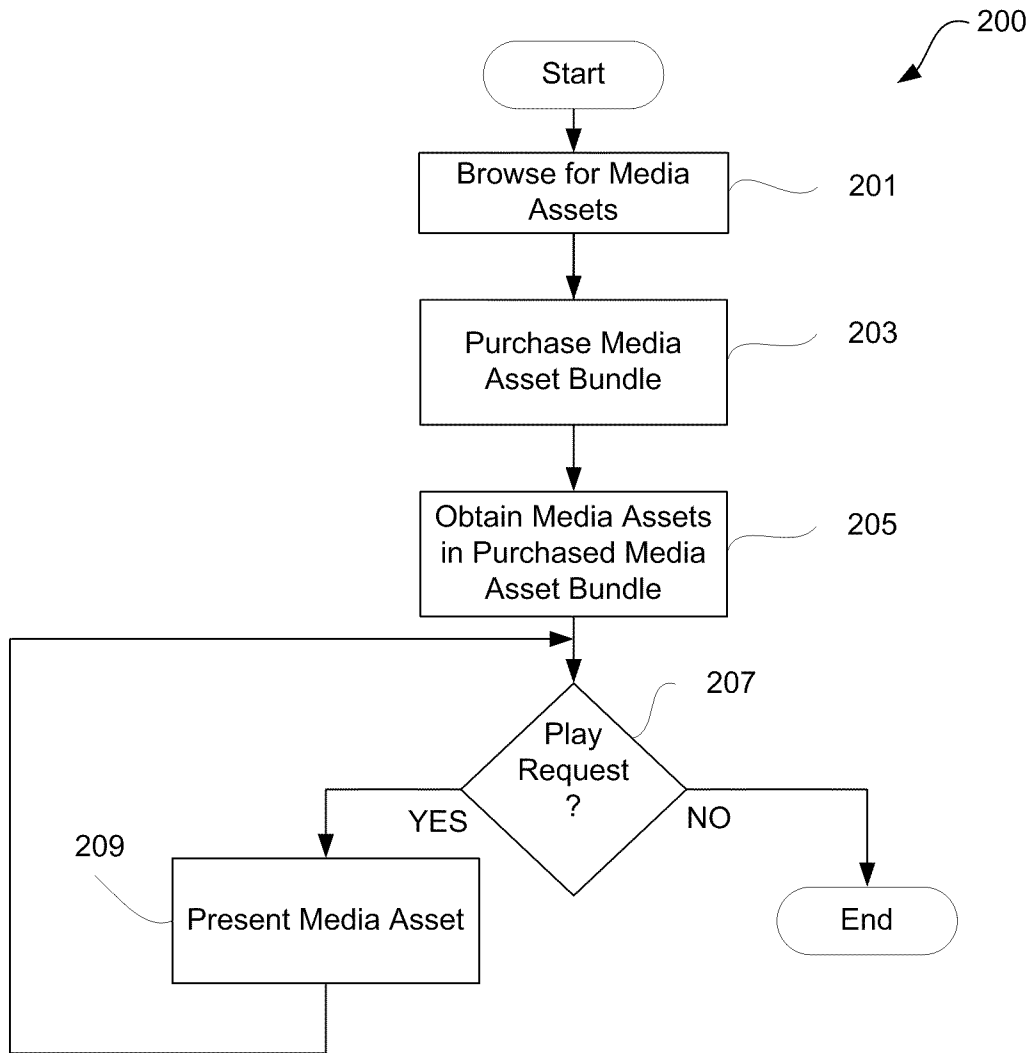 200
Start
Browse for Media
Assets
201
Purchase Media
Asset Bundle
203
Obtain Media Assets
in Purchased Media
Asset Bundle
205
Play
Request
?
207
YES
NO
209
Present Media Asset
End